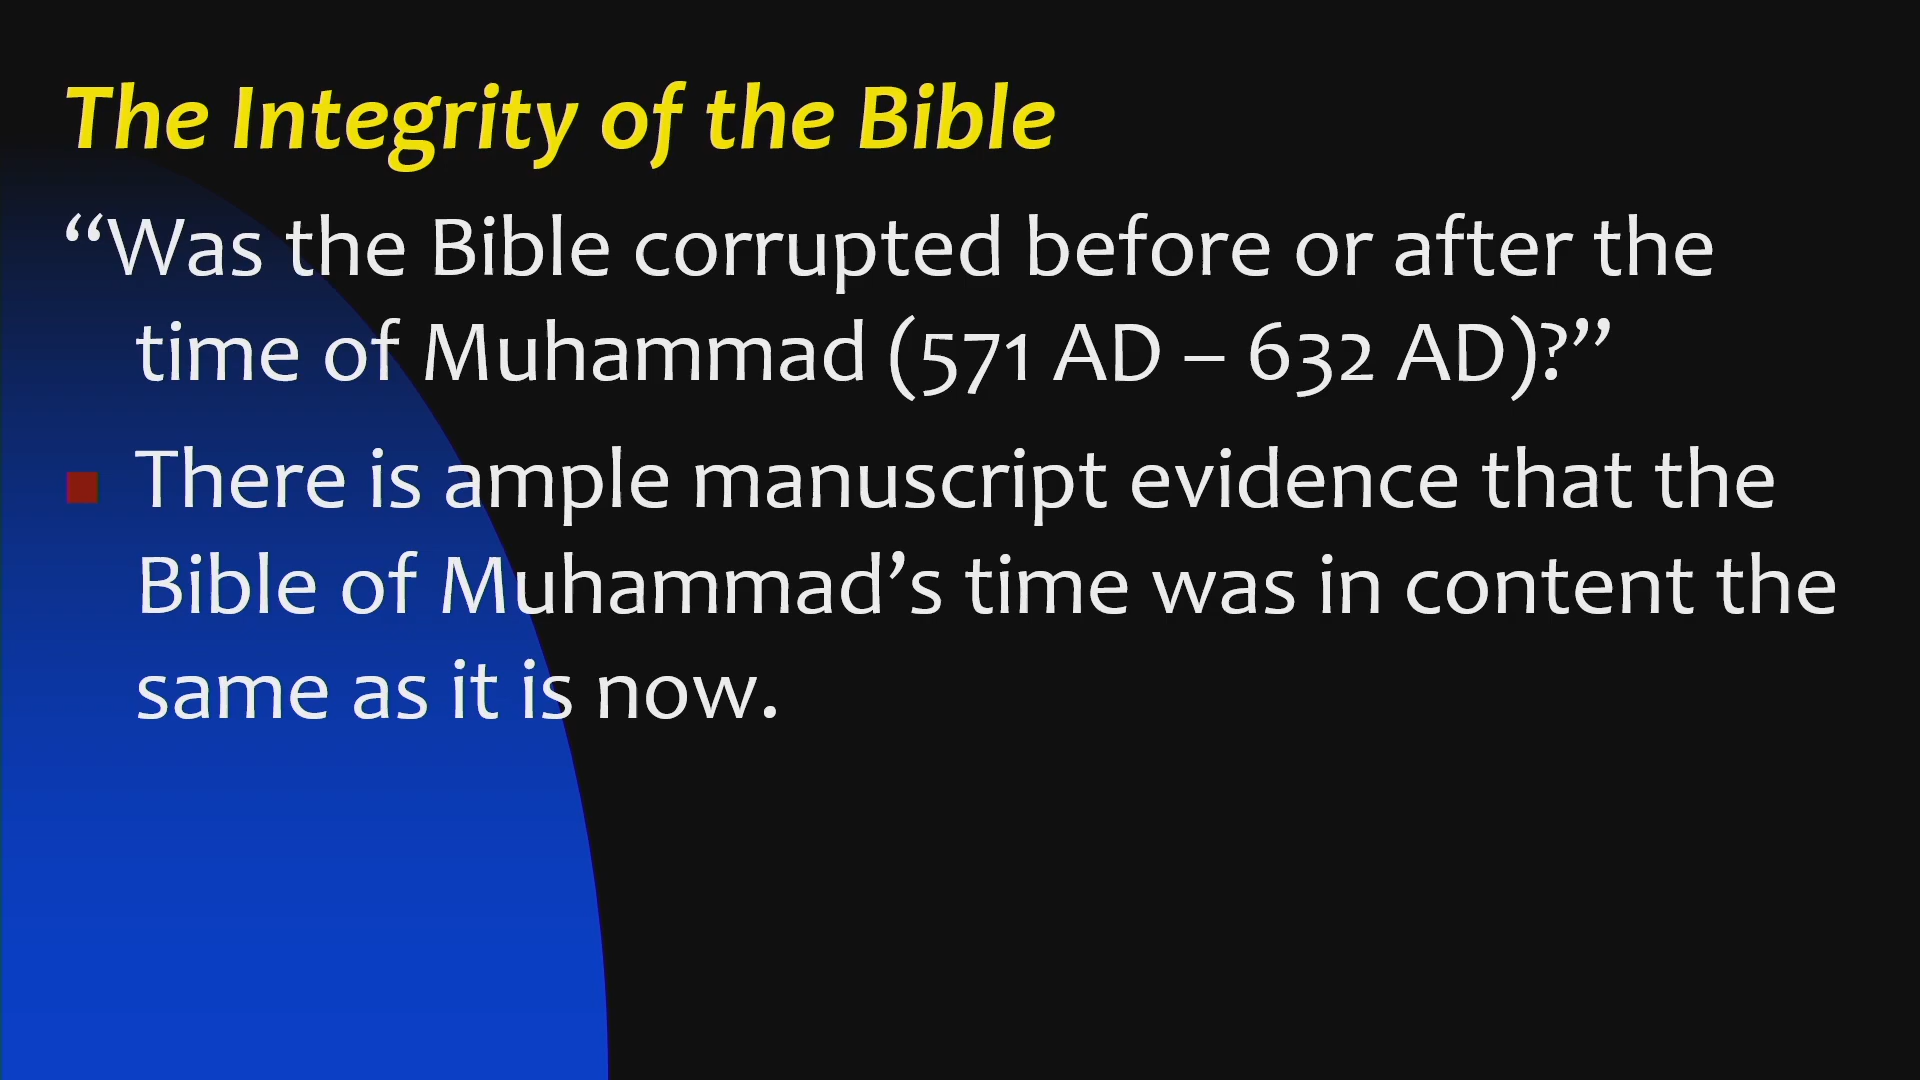 The Integrity of the Bible
“Was the Bible corrupted before or after the
time of Muhammad (571 AD – 632 AD)?”
There is ample manuscript evidence that the
Bible of Muhammad’s time was in content the
same as it is now.